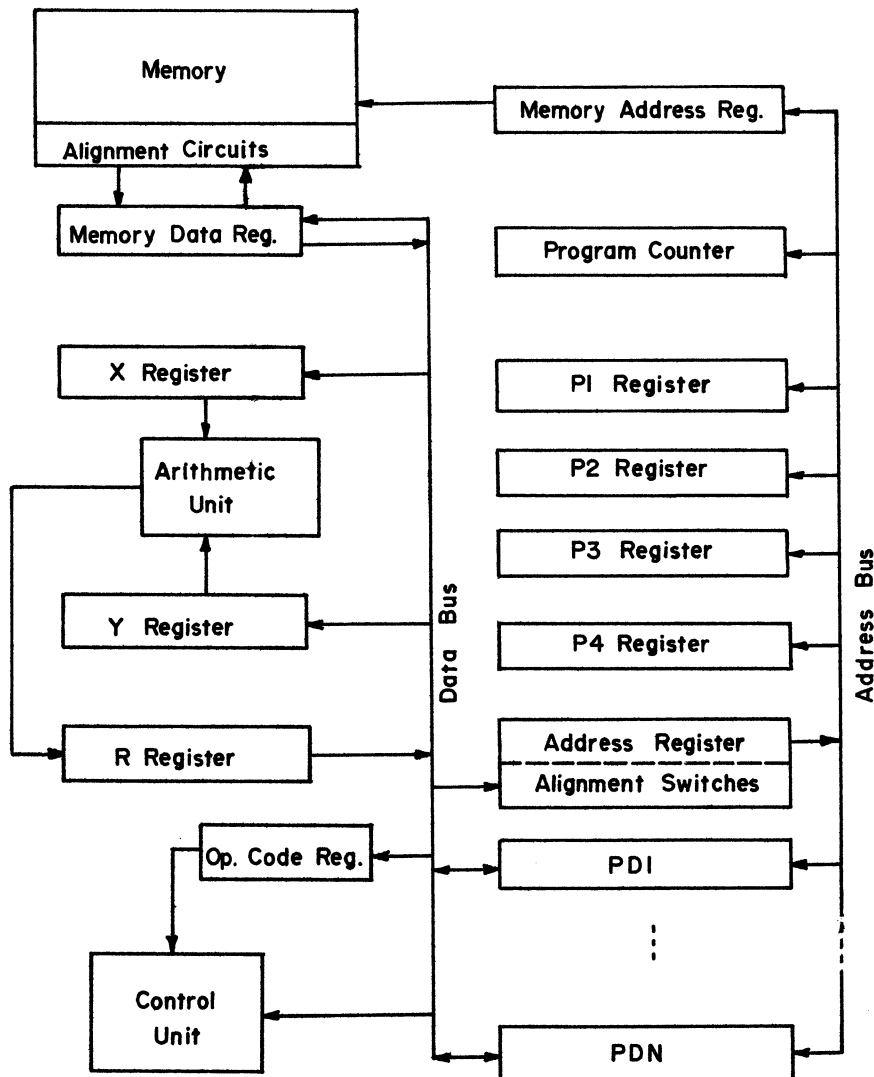 Memory
Alignment Circuits
Memory Data Reg.
X Register
Arithmetic
Unit
Y Register
R Register
Op. Code Reg.
Control
Unit
Data Bus
Memory Address Reg.
Program Counter
P1 Register
P2 Register
P3 Register
P4 Register
Address Register
Alignment Switches
PD1
PDN
Address Bus